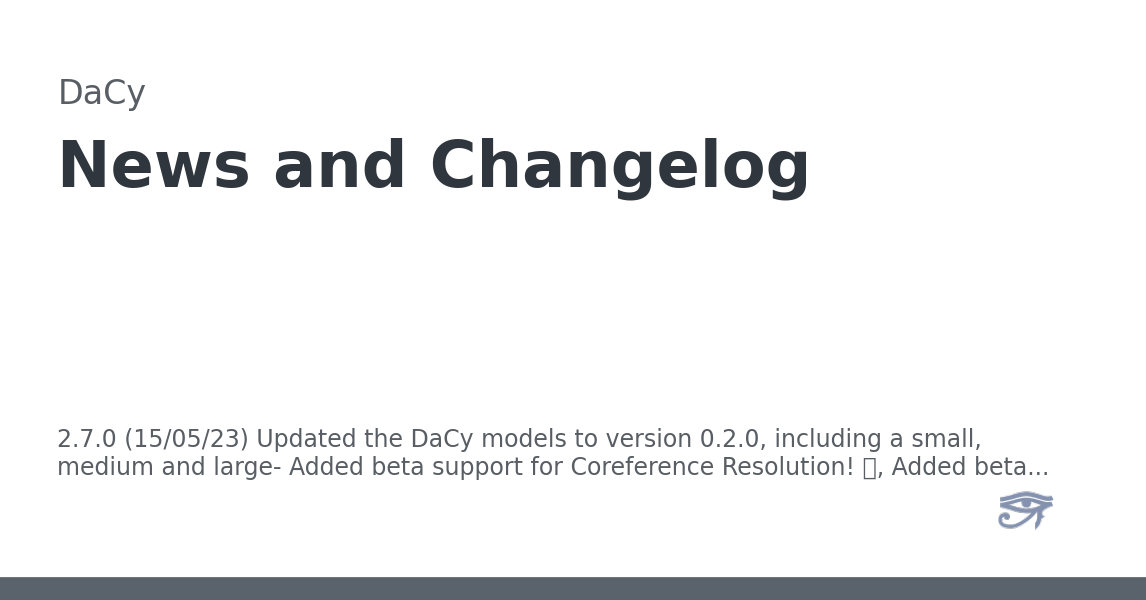 DaCy
News and Changelog
2.7.0 (15/05/23) Updated the DaCy models to version 0.2.0, including a small,
medium and large- Added beta support for Coreference Resolution! , Added beta...